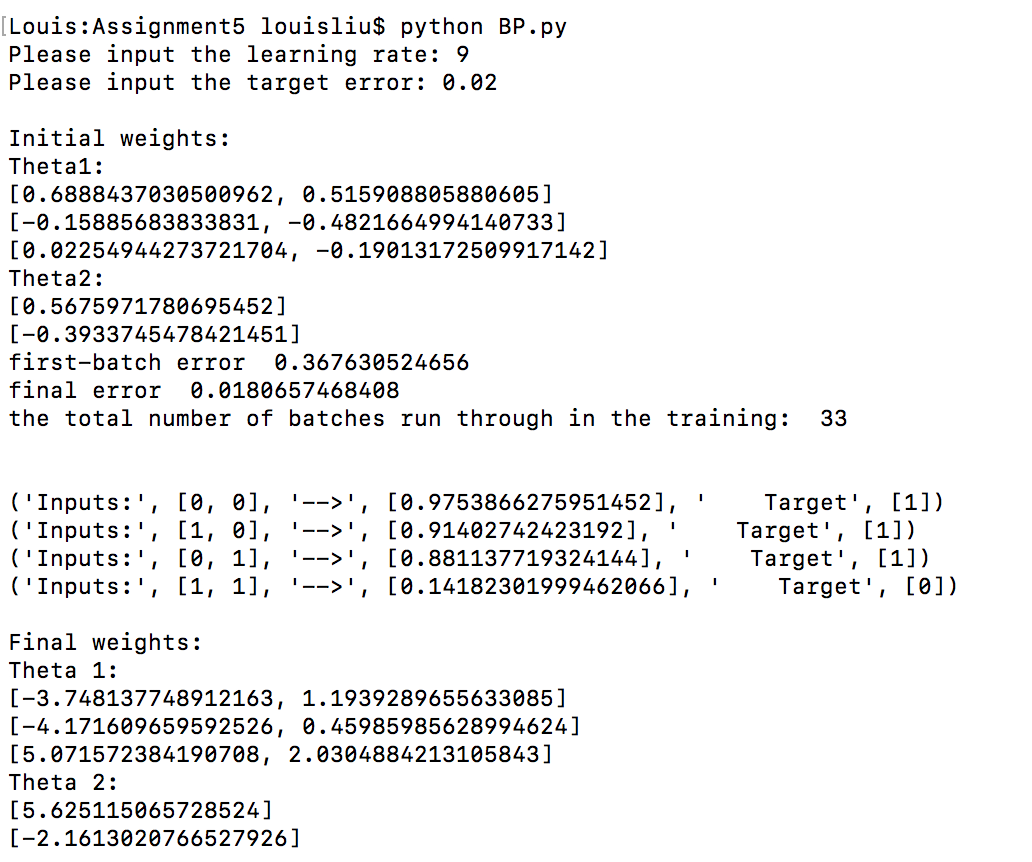 [Louis:Assignment5 louisliu$ python BP.py
Please input the learning rate: 9
Please input the target error: 0.02
Initial weights:
Theta1:
[0.6888437030500962, 0.515908805880605]
[-0.15885683833831, -0.4821664994140733]
[0.02254944273721704, -0.19013172509917142]
Theta2:
[0.5675971780695452]
[-0.3933745478421451]
first-batch error  0.367630524656
final error  0.0180657468408
the total number of batches run through in the training:  33
('Inputs:', [0, 0], '-->', [0.9753866275951452], '    Target', [1])
('Inputs:', [1, 0], '-->', [0.91402742423192], '    Target', [1])
('Inputs:', [0, 1], '-->', [0.881137719324144], '    Target', [1])
('Inputs:', [1, 1], '-->', [0.14182301999462066], '    Target', [0])
Final weights:
Theta 1:
[-3.748137748912163, 1.1939289655633085]
[-4.171609659592526, 0.45985985628994624]
[5.071572384190708, 2.0304884213105843]
Theta 2:
[5.625115065728524]
[-2.1613020766527926]